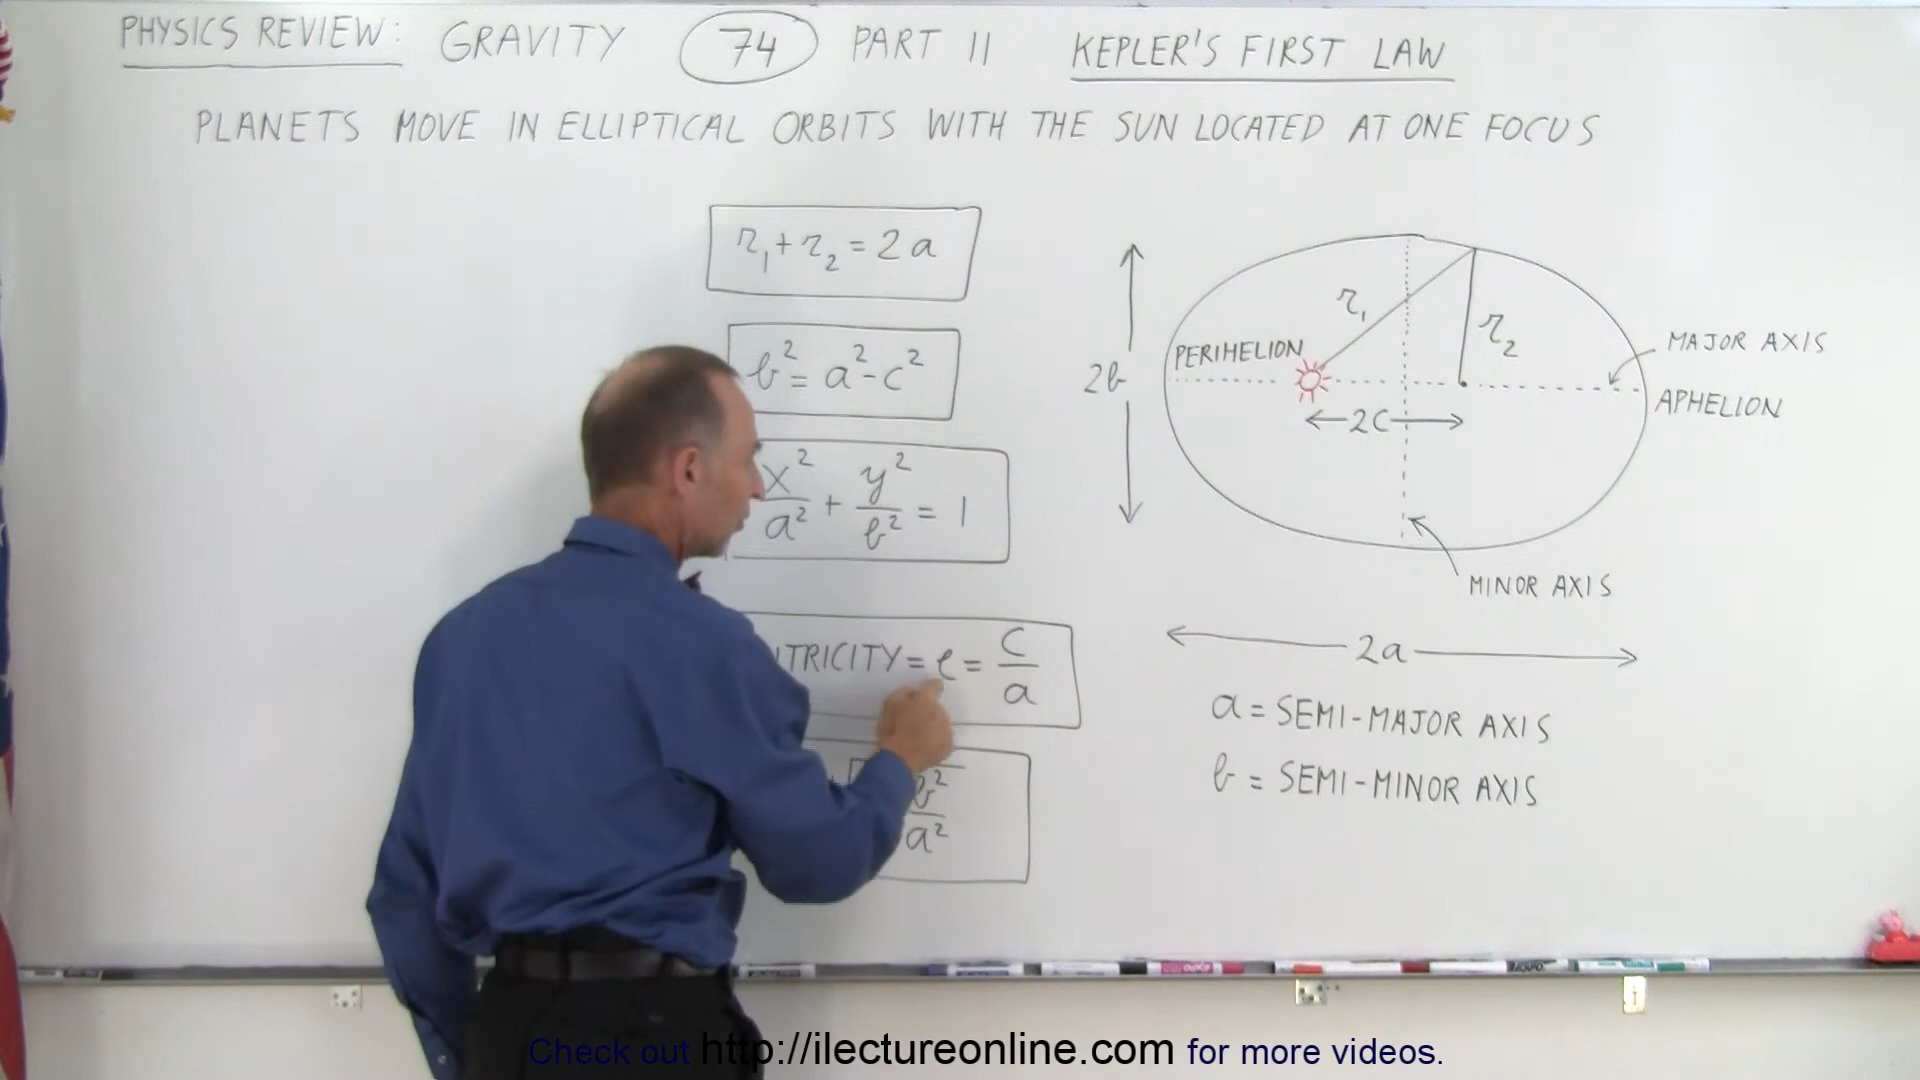 PHYSICS REVIEW: GRAVITY 74 PART 11 KEPLER'S FIRST LAW
PLANETS MOVE IN ELLIPTICAL ORBITS WITH THE SUN LOCATED AT ONE FOCUS
r₁ + r₂ = 2a
b² = a² - c²
x²/a² + y²/b² = 1
TRICITY = e = c/a
b²/a²
r₁
r₂
PERIHELION
MAJOR AXIS
APHELION
2b
2c
MINOR AXIS
2a
a = SEMI-MAJOR AXIS
b = SEMI-MINOR AXIS
Check out http://ilectureonline.com for more videos.